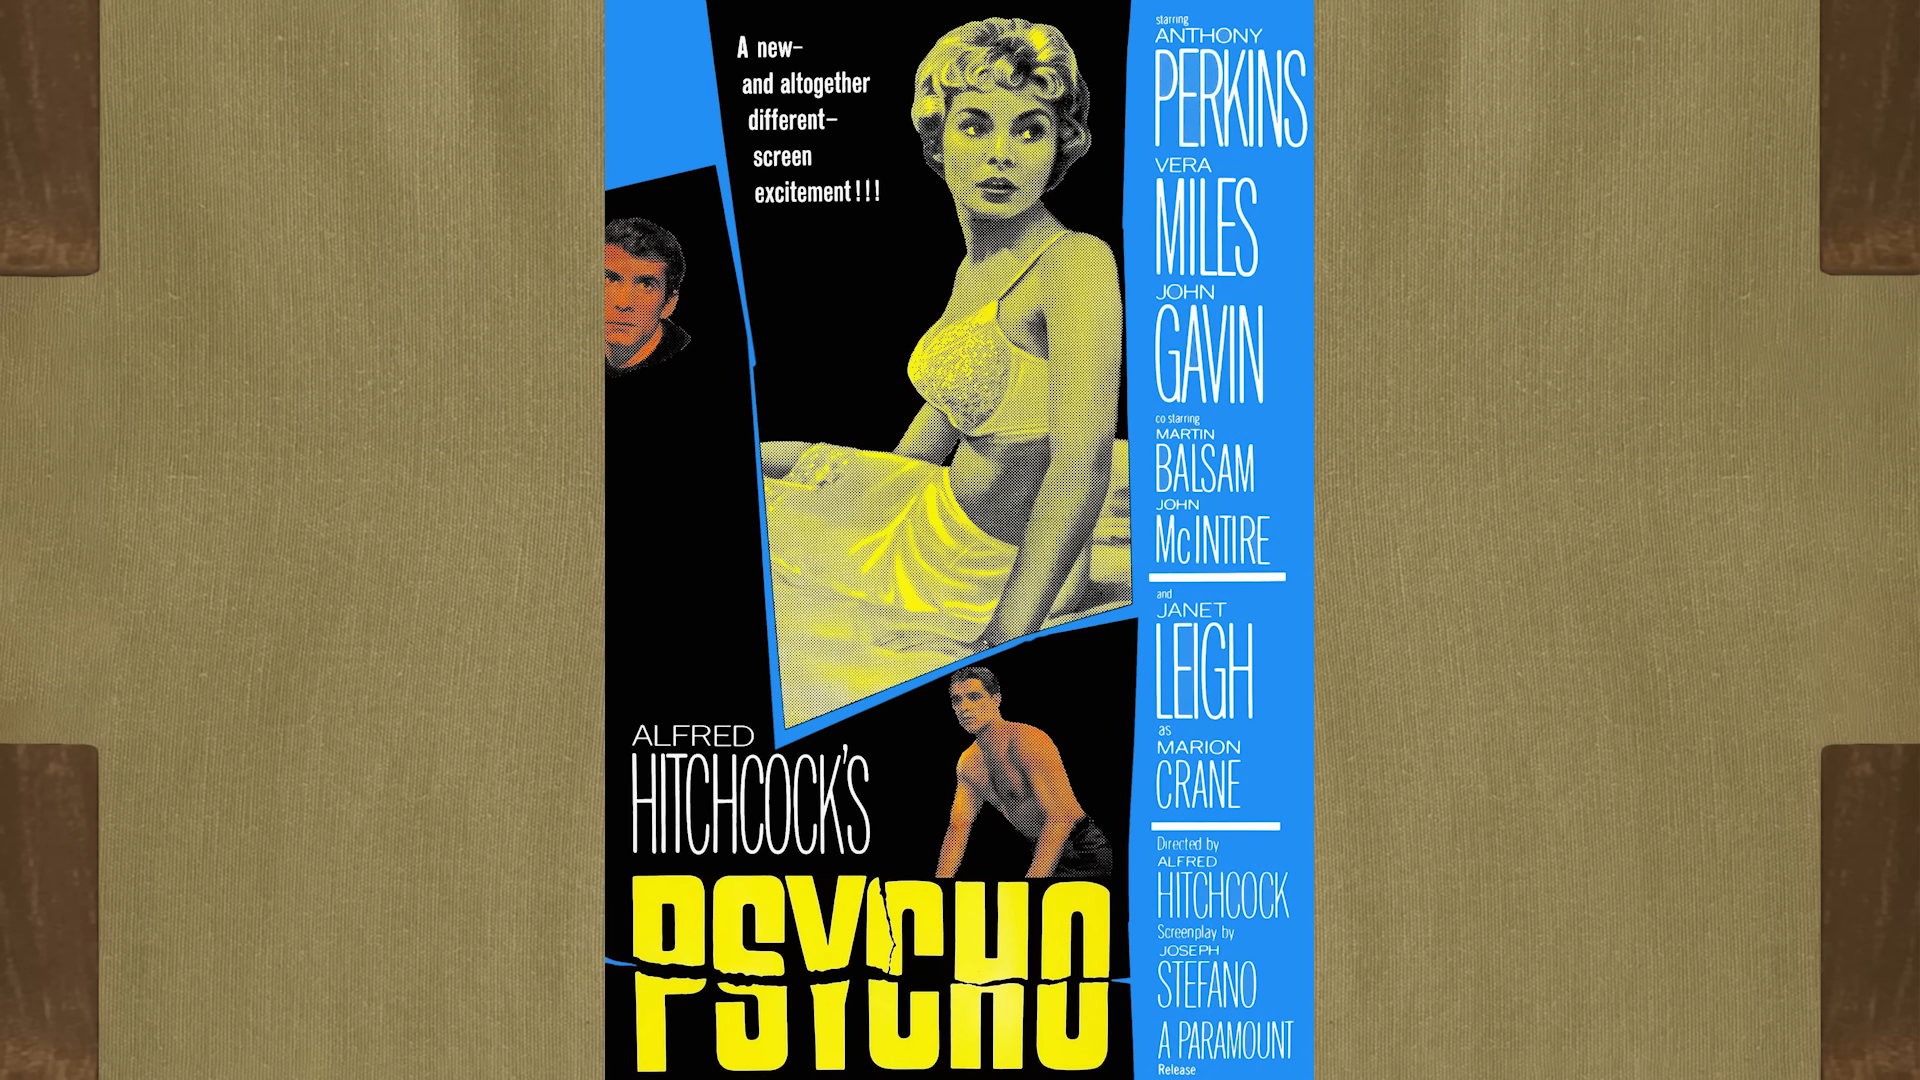 A new–
and altogether
different–
screen
excitement!!!
ALFRED
HITCHCOCK'S
PSYCHO
starring
ANTHONY
PERKINS
VERA
MILES
JOHN
GAVIN
co starring
MARTIN
BALSAM
JOHN
McINTIRE
and
JANET
LEIGH
as
MARION
CRANE
Directed by
ALFRED
HITCHCOCK
Screenplay by
JOSEPH
STEFANO
A PARAMOUNT
Release